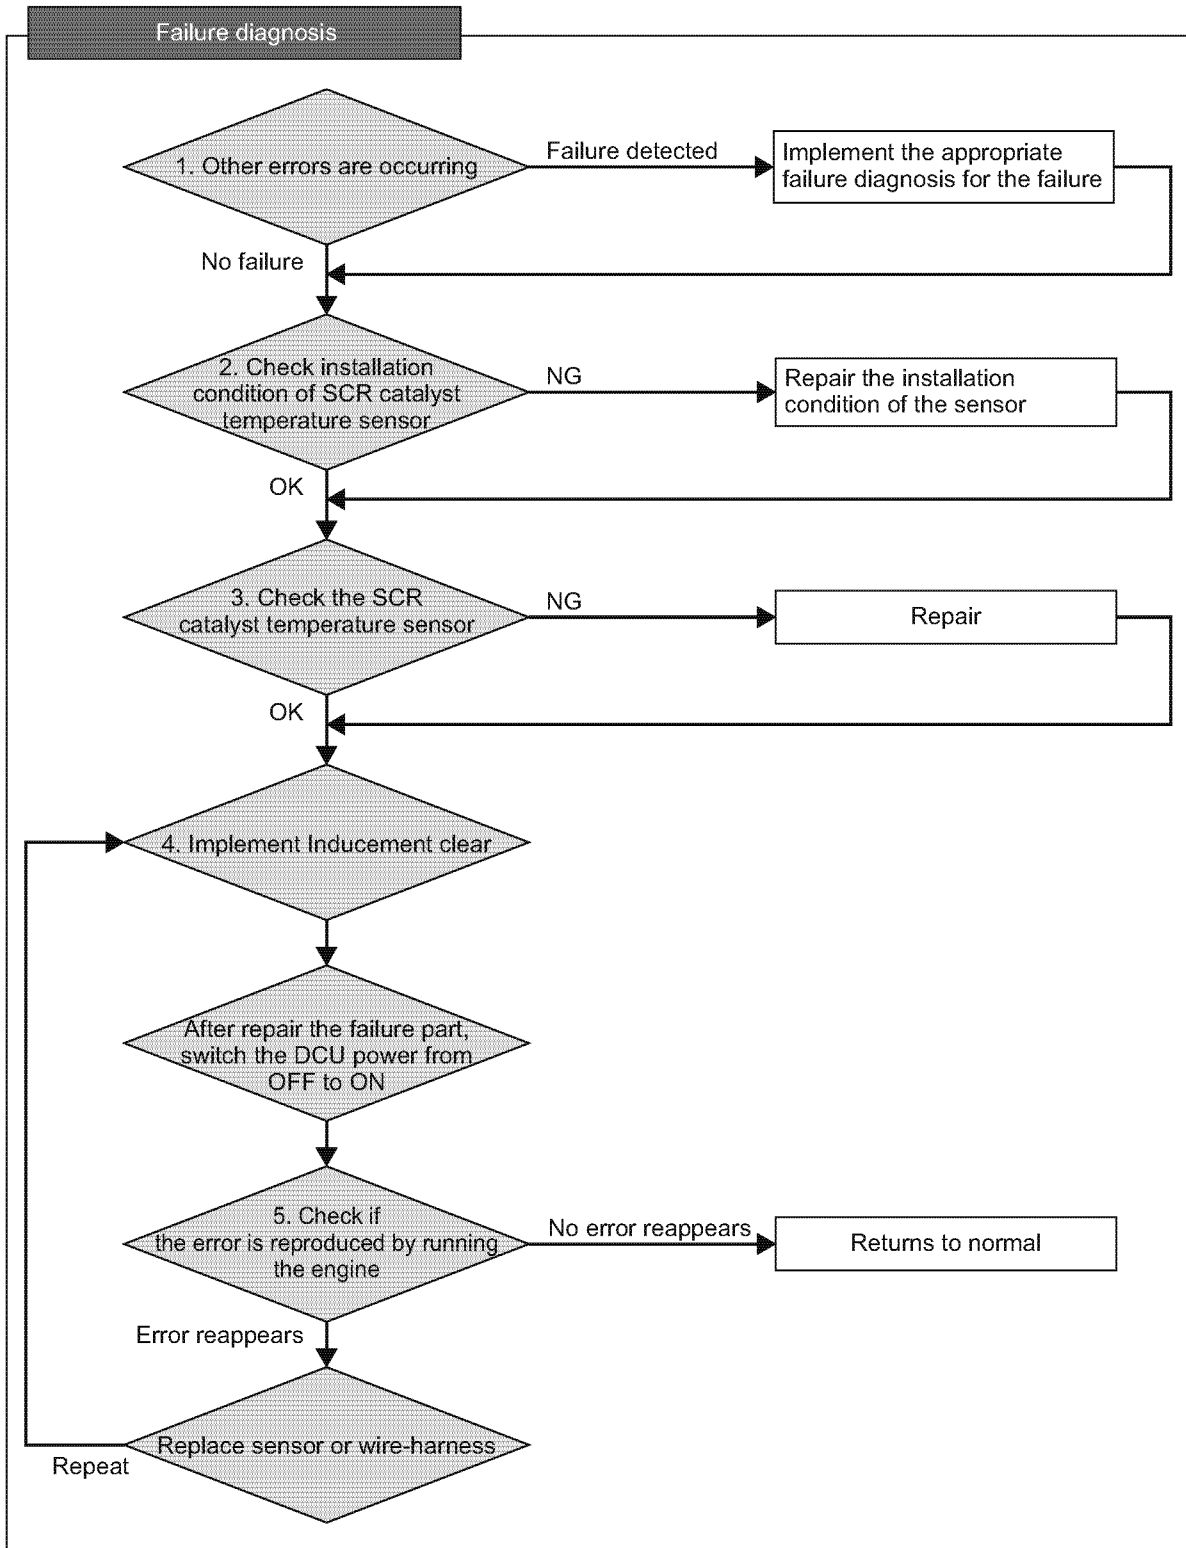 Failure diagnosis
1. Other errors are occurring
Failure detected
Implement the appropriate
failure diagnosis for the failure
No failure
2. Check installation
condition of SCR catalyst
temperature sensor
NG
Repair the installation
condition of the sensor
OK
3. Check the SCR
catalyst temperature sensor
NG
Repair
OK
4. Implement Inducement clear
After repair the failure part,
switch the DCU power from
OFF to ON
5. Check if
the error is reproduced by running
the engine
No error reappears
Returns to normal
Error reappears
Replace sensor or wire-harness
Repeat